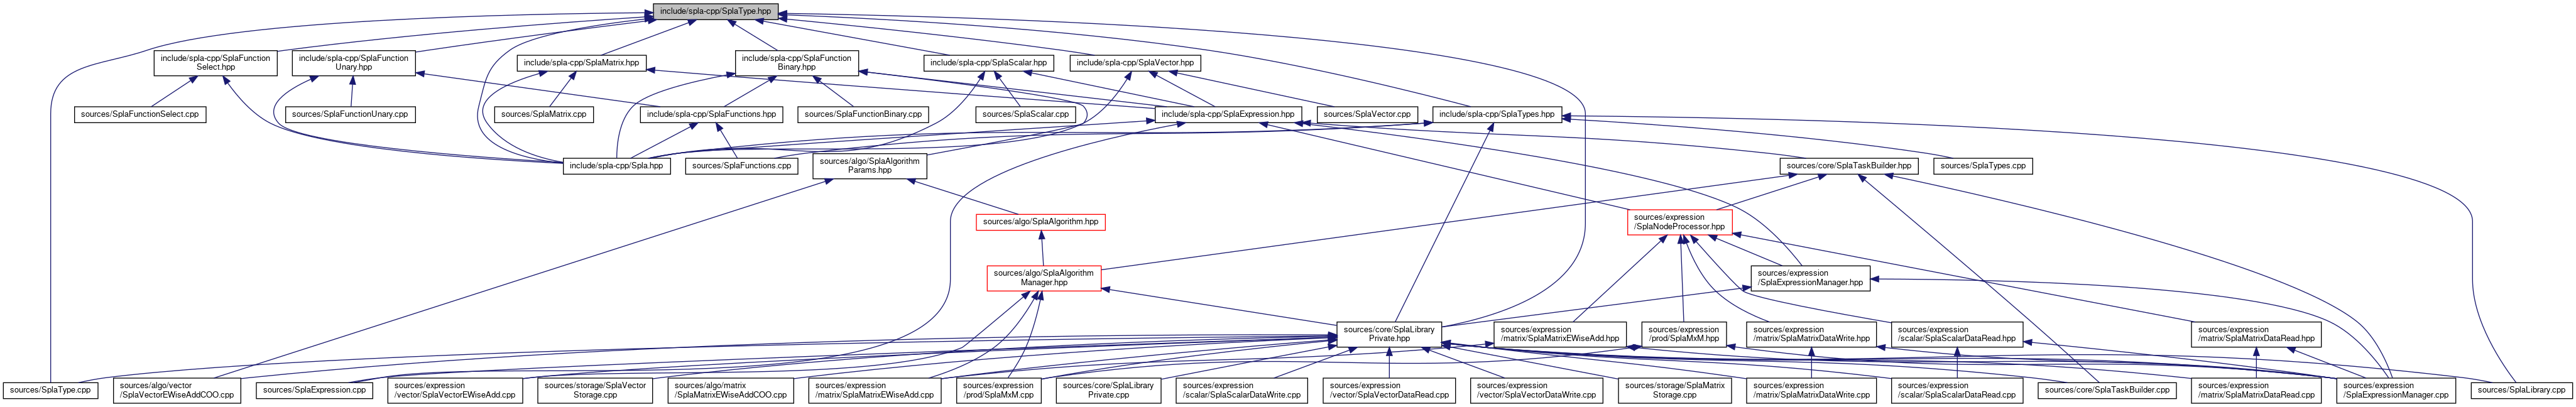 include/spla-cpp/SplaType.hpp
include/spla-cpp/SplaFunction
Select.hpp
include/spla-cpp/SplaFunction
Unary.hpp
include/spla-cpp/SplaMatrix.hpp
include/spla-cpp/SplaFunction
Binary.hpp
include/spla-cpp/SplaScalar.hpp
include/spla-cpp/SplaVector.hpp
sources/SplaFunctionSelect.cpp
sources/SplaFunctionUnary.cpp
sources/SplaMatrix.cpp
include/spla-cpp/SplaFunctions.hpp
sources/SplaFunctionBinary.cpp
sources/SplaScalar.cpp
include/spla-cpp/SplaExpression.hpp
sources/SplaVector.cpp
include/spla-cpp/SplaTypes.hpp
include/spla-cpp/Spla.hpp
sources/SplaFunctions.cpp
sources/algo/SplaAlgorithm
Params.hpp
sources/core/SplaTaskBuilder.hpp
sources/SplaTypes.cpp
sources/algo/SplaAlgorithm.hpp
sources/expression
/SplaNodeProcessor.hpp
sources/algo/SplaAlgorithm
Manager.hpp
sources/expression
/SplaExpressionManager.hpp
sources/core/SplaLibrary
Private.hpp
sources/expression
/matrix/SplaMatrixEWiseAdd.hpp
sources/expression
/prod/SplaMxM.hpp
sources/expression
/matrix/SplaMatrixDataWrite.hpp
sources/expression
/scalar/SplaScalarDataRead.hpp
sources/expression
/matrix/SplaMatrixDataRead.hpp
sources/SplaType.cpp
sources/algo/vector
/SplaVectorEWiseAddCOO.cpp
sources/SplaExpression.cpp
sources/expression
/vector/SplaVectorEWiseAdd.cpp
sources/storage/SplaVector
Storage.cpp
sources/algo/matrix
/SplaMatrixEWiseAddCOO.cpp
sources/expression
/matrix/SplaMatrixEWiseAdd.cpp
sources/expression
/prod/SplaMxM.cpp
sources/core/SplaLibrary
Private.cpp
sources/expression
/scalar/SplaScalarDataWrite.cpp
sources/expression
/vector/SplaVectorDataRead.cpp
sources/expression
/vector/SplaVectorDataWrite.cpp
sources/storage/SplaMatrix
Storage.cpp
sources/expression
/matrix/SplaMatrixDataWrite.cpp
sources/expression
/scalar/SplaScalarDataRead.cpp
sources/core/SplaTaskBuilder.cpp
sources/expression
/matrix/SplaMatrixDataRead.cpp
sources/expression
/SplaExpressionManager.cpp
sources/SplaLibrary.cpp